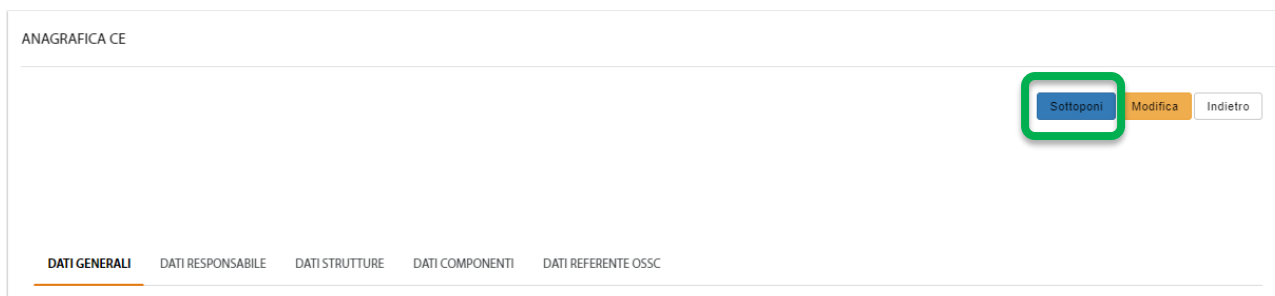 ANAGRAFICA CE
Sottoponi Modifica Indietro
DATI GENERALI DATI RESPONSABILE DATI STRUTTURE DATI COMPONENTI DATI REFERENTE OSSC